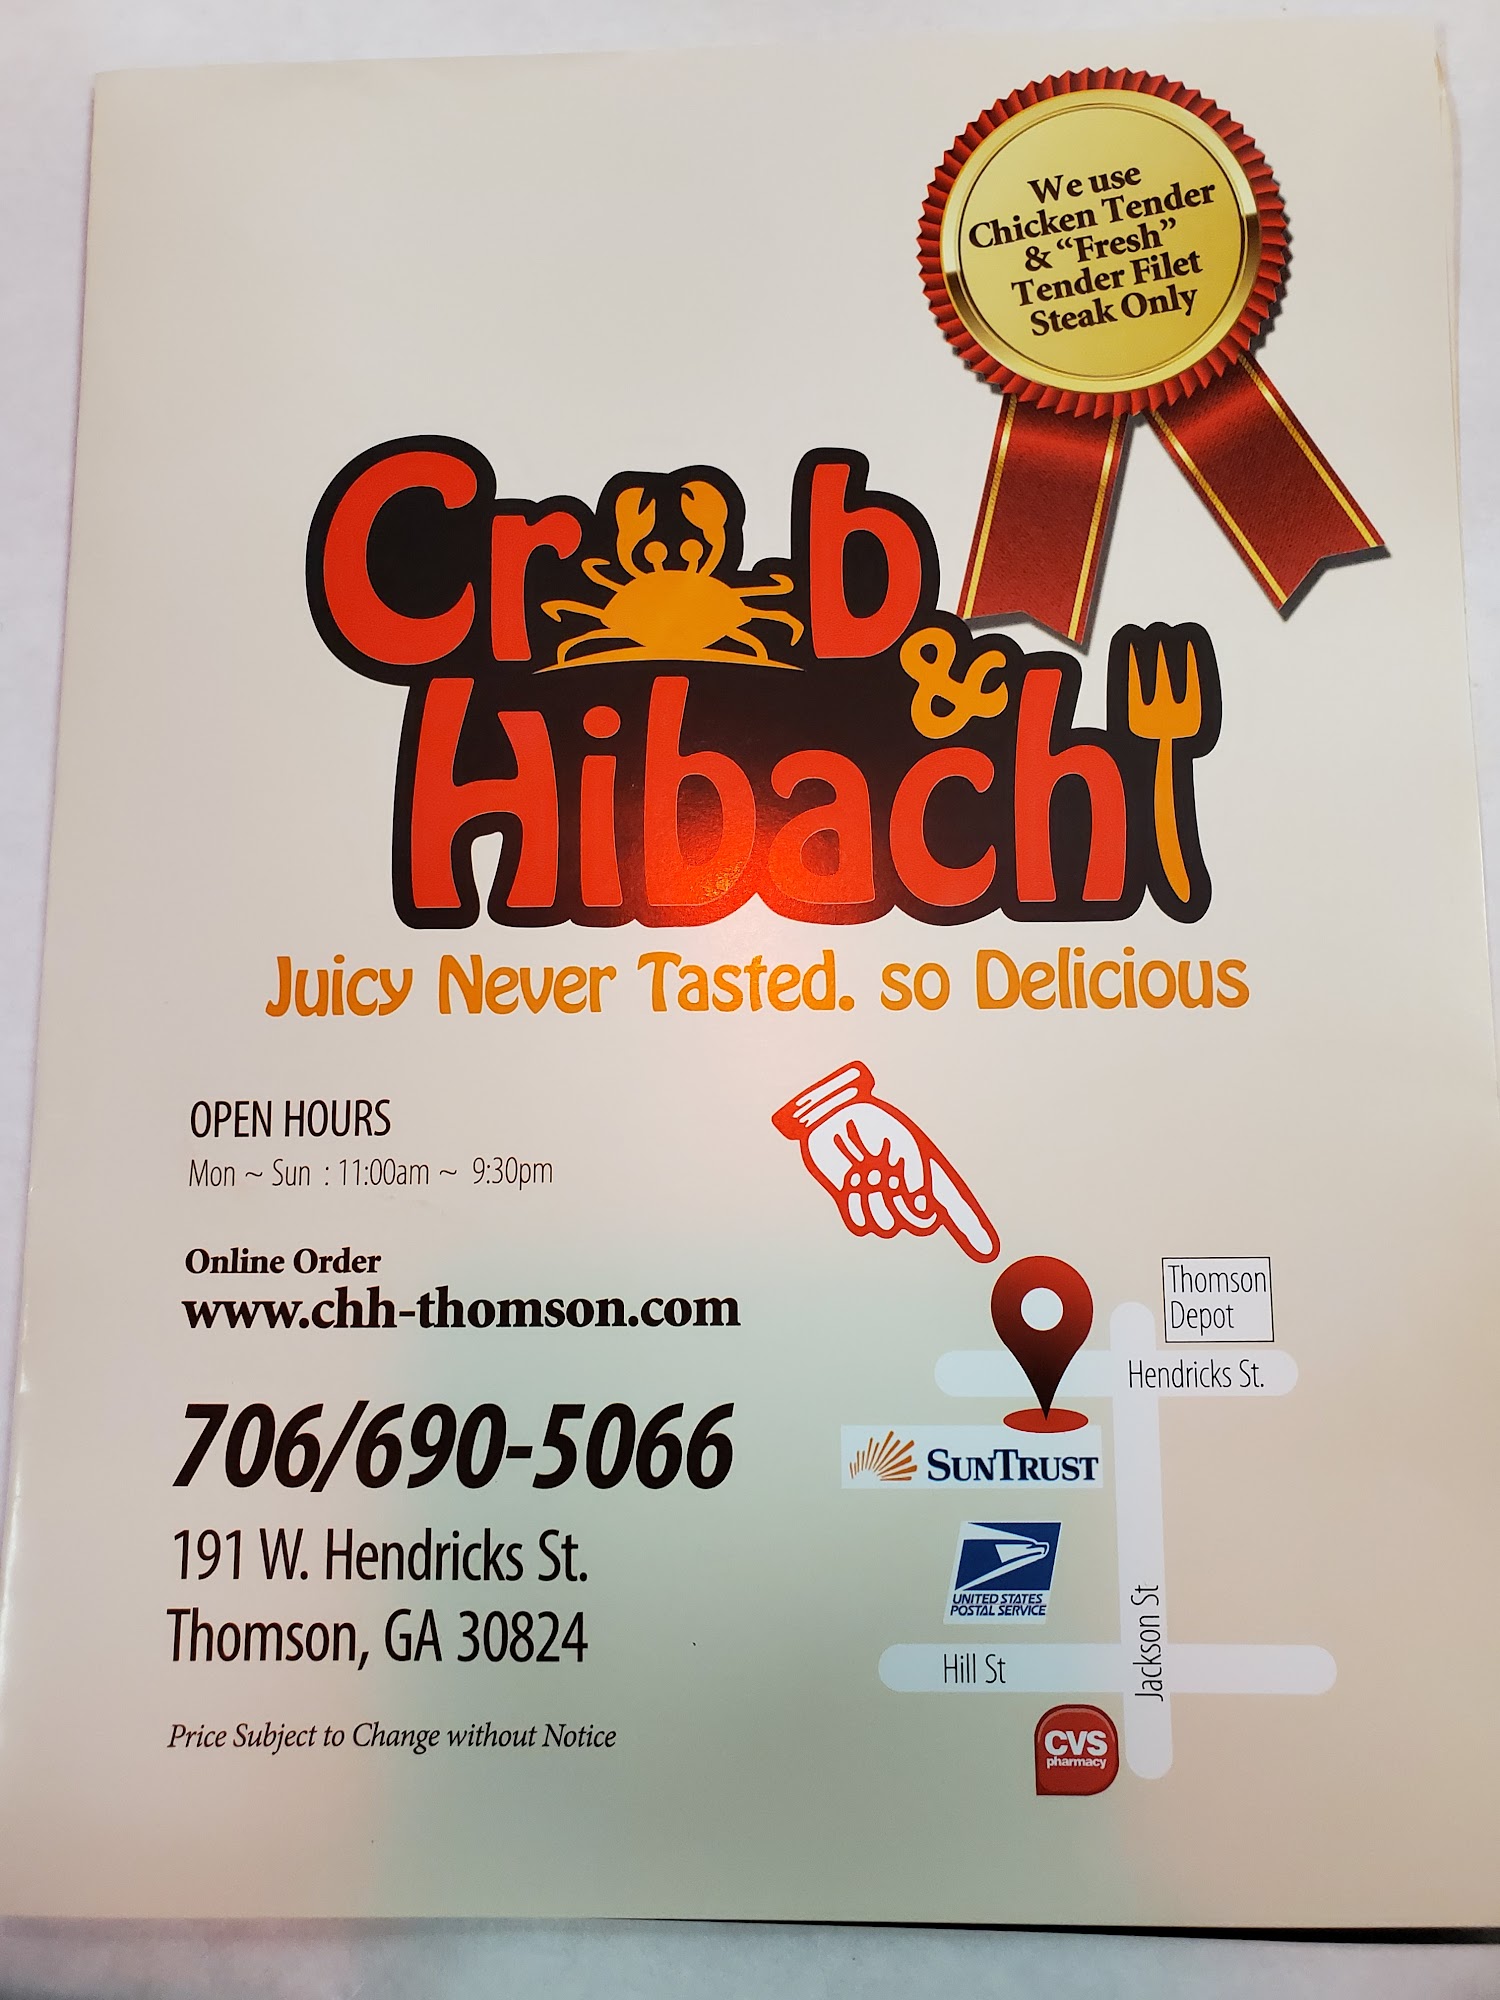 We use
Chicken Tender
& “Fresh”
Tender Filet
Steak Only
Crab
&
Hibachi
Juicy Never Tasted. so Delicious
OPEN HOURS
Mon ~ Sun : 11:00am ~ 9:30pm
Online Order
www.chh-thomson.com
706/690-5066
191 W. Hendricks St.
Thomson, GA 30824
Price Subject to Change without Notice
Thomson
Depot
Hendricks St.
SUNTRUST
UNITED STATES
POSTAL SERVICE
Jackson St
Hill St
CVS
pharmacy